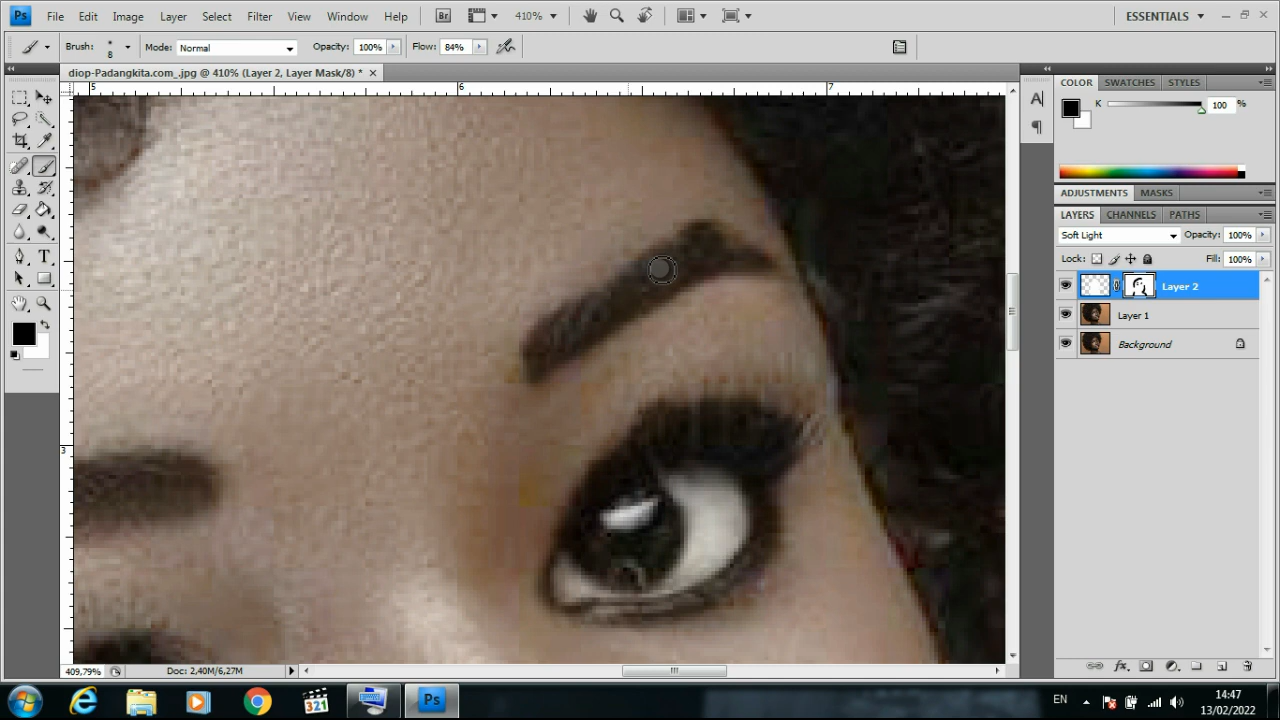 Ps File Edit Image Layer Select Filter View Window Help Br 410% ESSENTIALS
Brush: 8 Mode: Normal Opacity: 100% Flow: 84%
diop-Padangkita.com_.jpg @ 410% (Layer 2, Layer Mask/8) *
5 6 7
3
COLOR SWATCHES STYLES
K 100 %
ADJUSTMENTS MASKS
LAYERS CHANNELS PATHS
Soft Light Opacity: 100%
Lock: Fill: 100%
Layer 2
Layer 1
Background
409,79% Doc: 2,40M/6,27M
321 Ps EN 14:47
13/02/2022